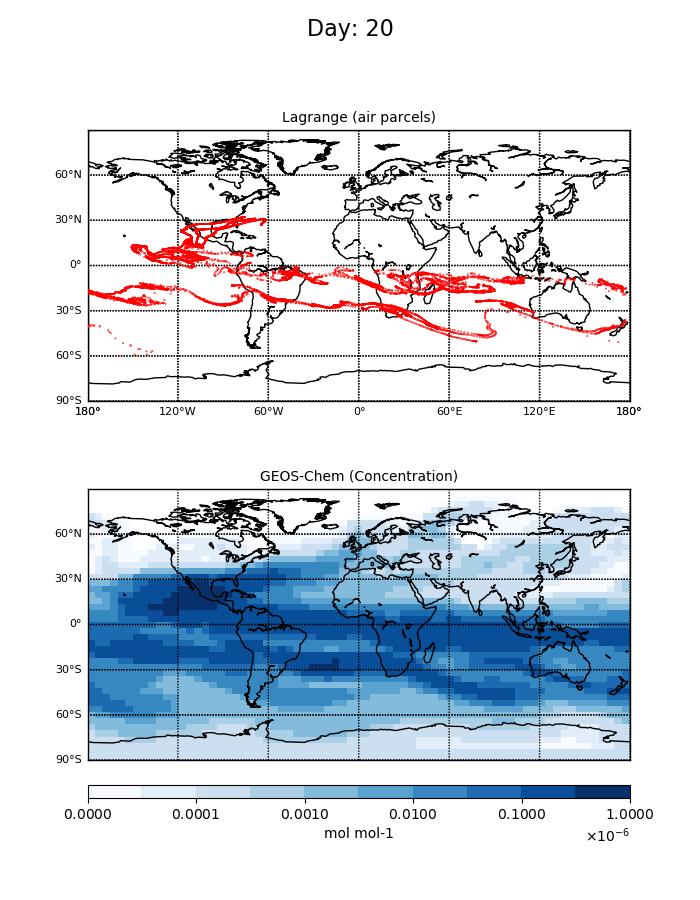 Day: 20
Lagrange (air parcels)
60°N
30°N
0°
30°S
60°S
90°S
180° 120°W 60°W 0° 60°E 120°E 180°
GEOS-Chem (Concentration)
60°N
30°N
0°
30°S
60°S
90°S
0.0000 0.0001 0.0010 0.0100 0.1000 1.0000
mol mol-1 ×10⁻⁶